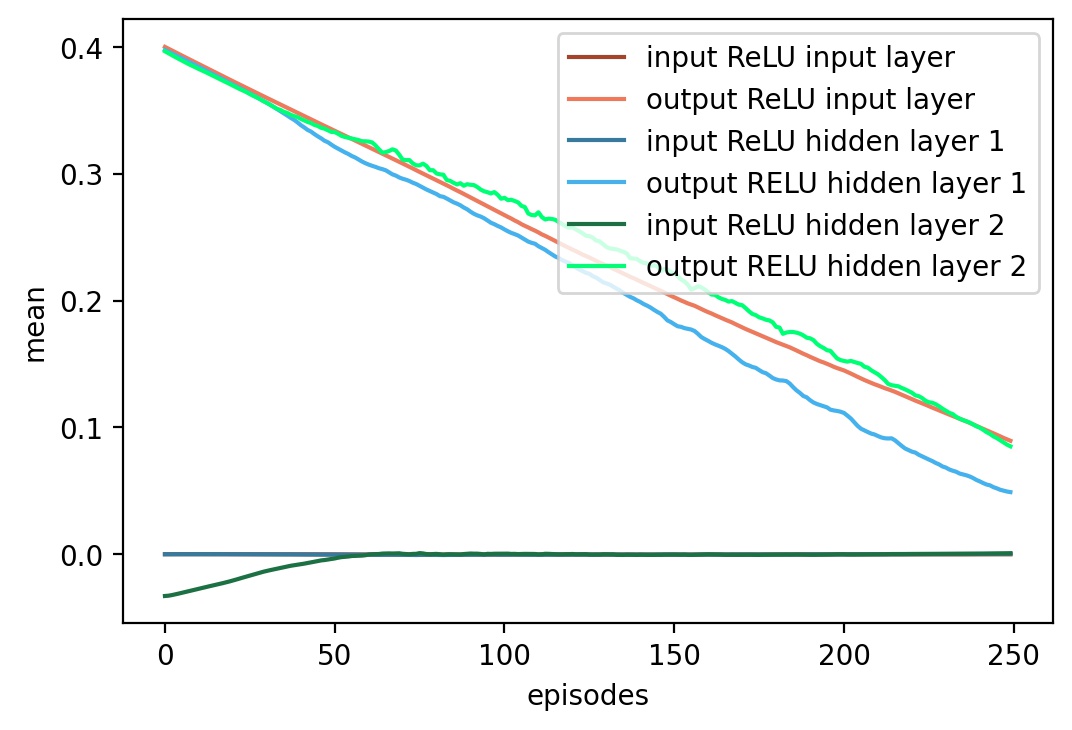 0.4
0.3
0.2
0.1
0.0
mean
input ReLU input layer
output ReLU input layer
input ReLU hidden layer 1
output RELU hidden layer 1
input ReLU hidden layer 2
output RELU hidden layer 2
0 50 100 150 200 250
episodes